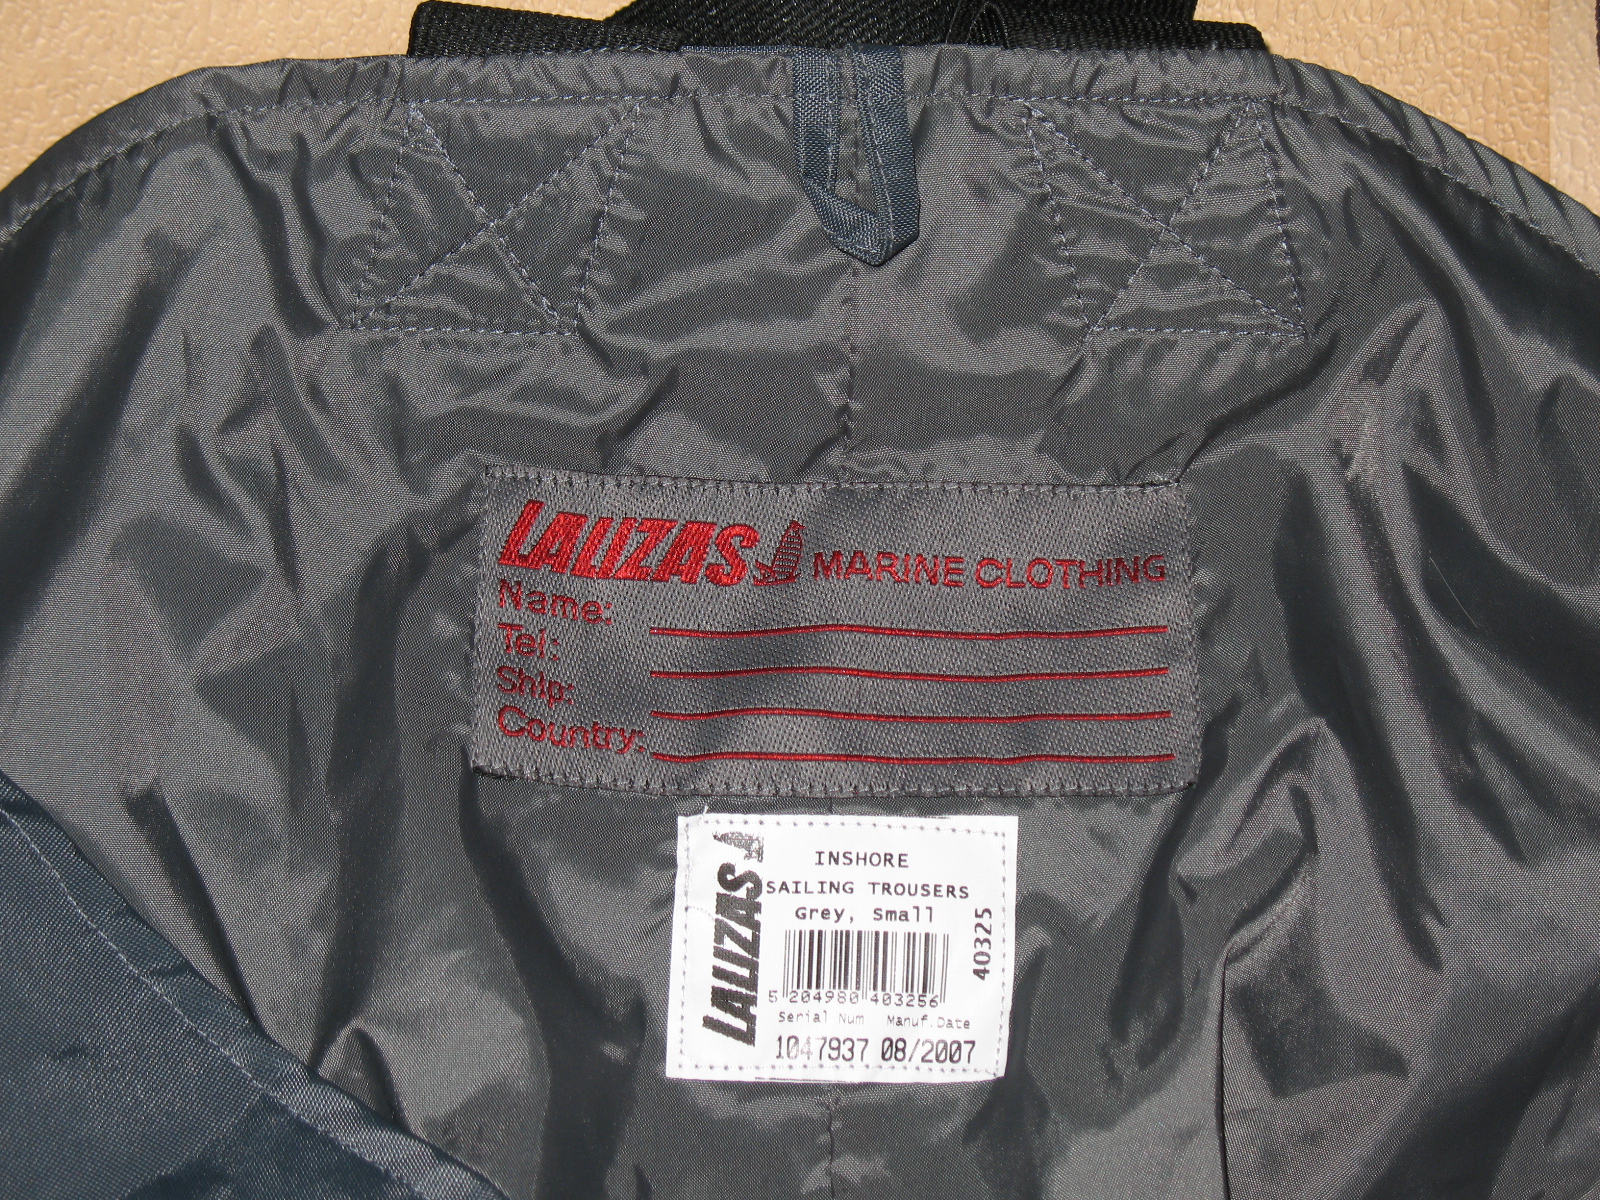 LALIZAS MARINE CLOTHING
Name:
Tel:
Ship:
Country:
LALIZAS
INSHORE
SAILING TROUSERS
Grey, Small
40325
5 204980 403256
Serial Num Manuf.Date
1047937 08/2007